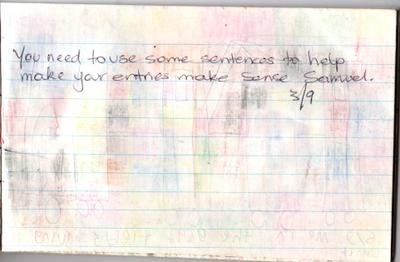 You need to use some sentences to help
make your entries make sense Samuel.
3/9